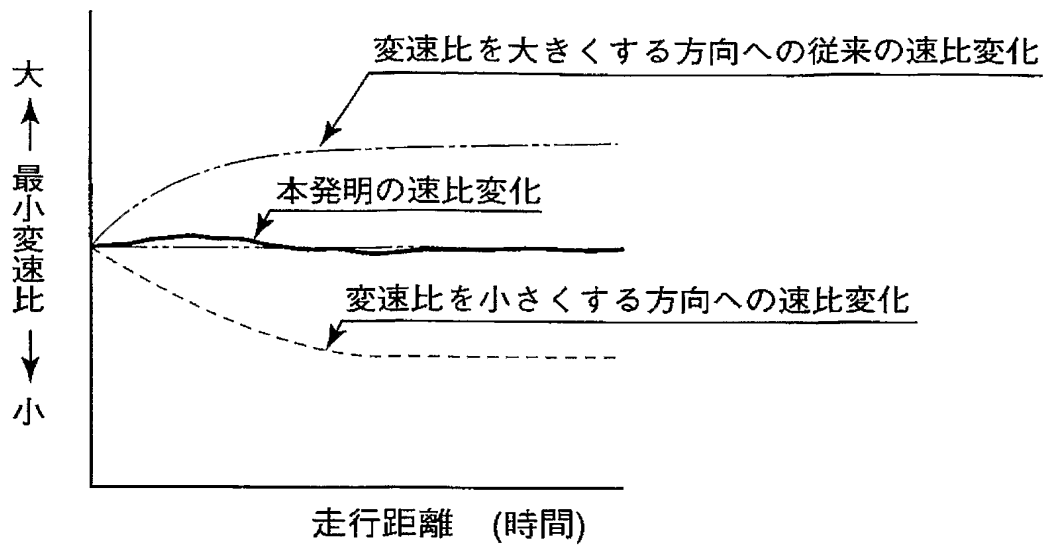 変速比を大きくする方向への従来の速比変化
大
最小変速比
小
本発明の速比変化
変速比を小さくする方向への速比変化
走行距離 (時間)